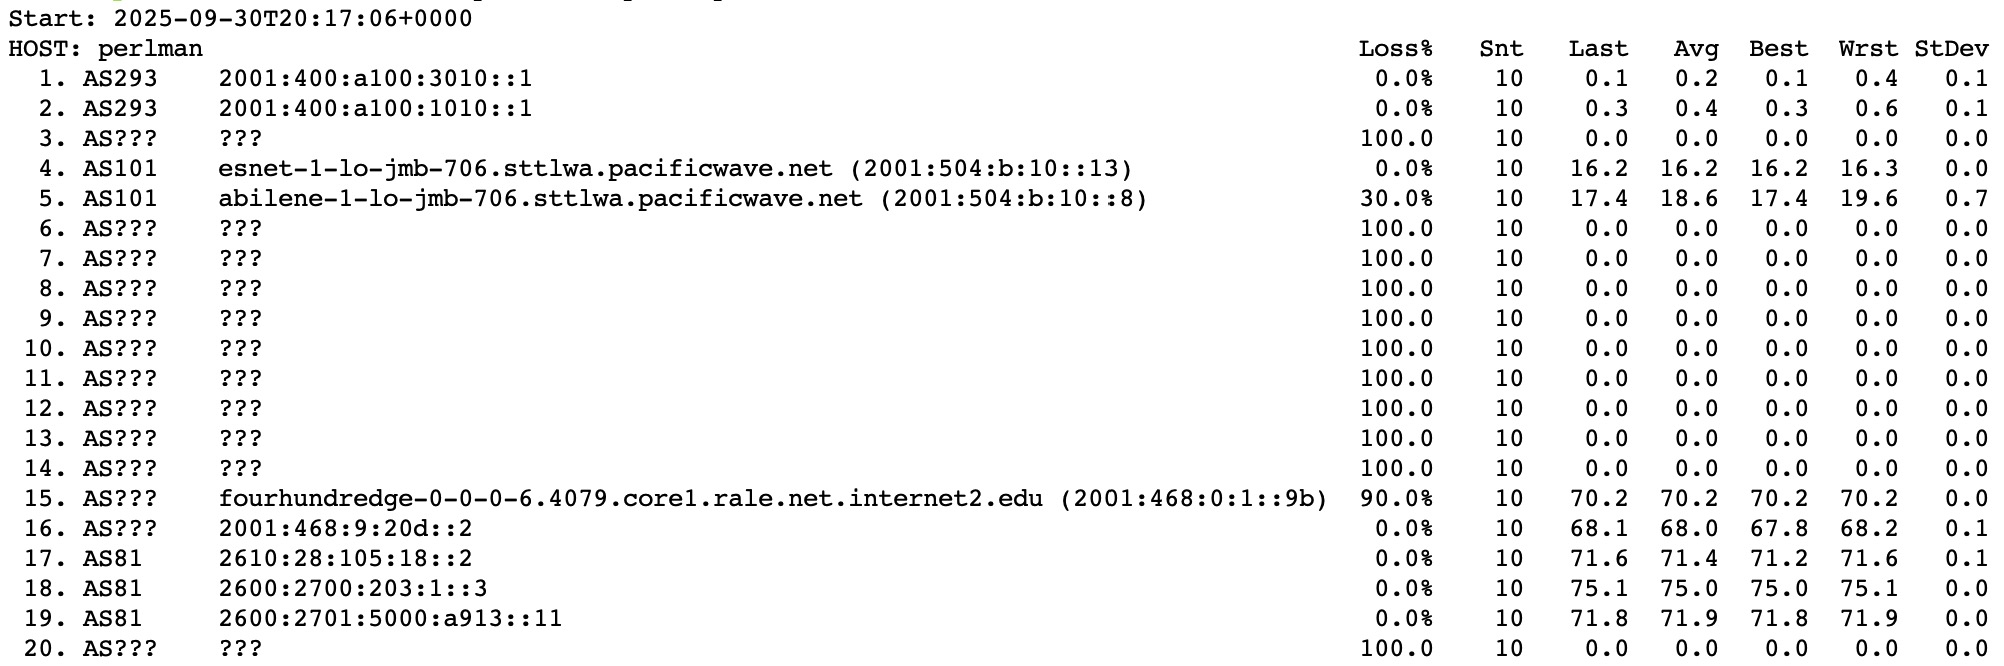 Start: 2025-09-30T20:17:06+0000
HOST: perlman Loss% Snt Last Avg Best Wrst StDev
1. AS293 2001:400:a100:3010::1 0.0% 10 0.1 0.2 0.1 0.4 0.1
2. AS293 2001:400:a100:1010::1 0.0% 10 0.3 0.4 0.3 0.6 0.1
3. AS??? ??? 100.0 10 0.0 0.0 0.0 0.0 0.0
4. AS101 esnet-1-lo-jmb-706.sttlwa.pacificwave.net (2001:504:b:10::13) 0.0% 10 16.2 16.2 16.2 16.3 0.0
5. AS101 abilene-1-lo-jmb-706.sttlwa.pacificwave.net (2001:504:b:10::8) 30.0% 10 17.4 18.6 17.4 19.6 0.7
6. AS??? ??? 100.0 10 0.0 0.0 0.0 0.0 0.0
7. AS??? ??? 100.0 10 0.0 0.0 0.0 0.0 0.0
8. AS??? ??? 100.0 10 0.0 0.0 0.0 0.0 0.0
9. AS??? ??? 100.0 10 0.0 0.0 0.0 0.0 0.0
10. AS??? ??? 100.0 10 0.0 0.0 0.0 0.0 0.0
11. AS??? ??? 100.0 10 0.0 0.0 0.0 0.0 0.0
12. AS??? ??? 100.0 10 0.0 0.0 0.0 0.0 0.0
13. AS??? ??? 100.0 10 0.0 0.0 0.0 0.0 0.0
14. AS??? ??? 100.0 10 0.0 0.0 0.0 0.0 0.0
15. AS??? fourhundredge-0-0-0-6.4079.core1.rale.net.internet2.edu (2001:468:0:1::9b) 90.0% 10 70.2 70.2 70.2 70.2 0.0
16. AS??? 2001:468:9:20d::2 0.0% 10 68.1 68.0 67.8 68.2 0.1
17. AS81 2610:28:105:18::2 0.0% 10 71.6 71.4 71.2 71.6 0.1
18. AS81 2600:2700:203:1::3 0.0% 10 75.1 75.0 75.0 75.1 0.0
19. AS81 2600:2701:5000:a913::11 0.0% 10 71.8 71.9 71.8 71.9 0.0
20. AS??? ??? 100.0 10 0.0 0.0 0.0 0.0 0.0